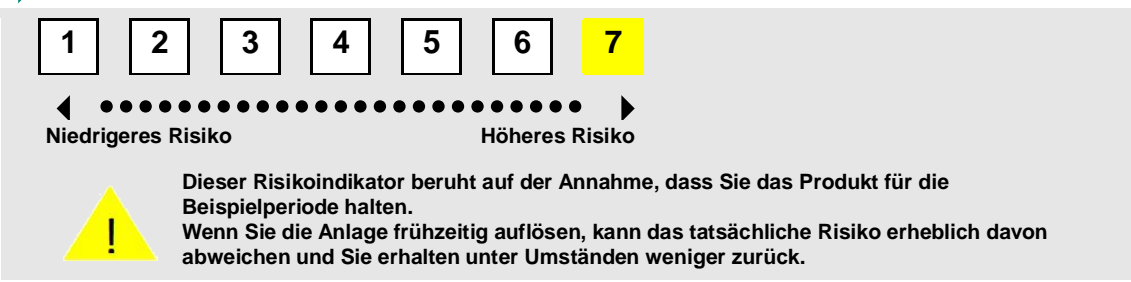 1 2 3 4 5 6 7
Niedrigeres Risiko Höheres Risiko
Dieser Risikoindikator beruht auf der Annahme, dass Sie das Produkt für die
Beispielperiode halten.
!
Wenn Sie die Anlage frühzeitig auflösen, kann das tatsächliche Risiko erheblich davon
abweichen und Sie erhalten unter Umständen weniger zurück.